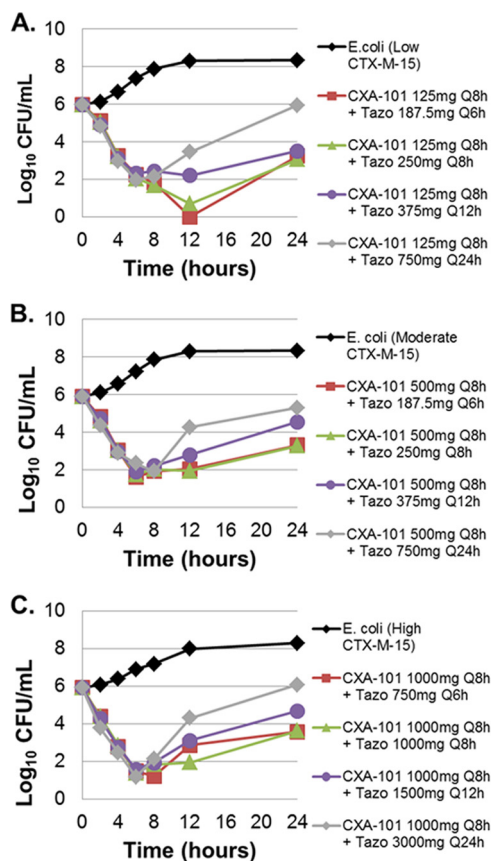 A.
10
8
6
4
2
0
Log10 CFU/mL
0 4 8 12 16 20 24
Time (hours)
E.coli (Low
CTX-M-15)
CXA-101 125mg Q8h
+ Tazo 187.5mg Q6h
CXA-101 125mg Q8h
+ Tazo 250mg Q8h
CXA-101 125mg Q8h
+ Tazo 375mg Q12h
CXA-101 125mg Q8h
+ Tazo 750mg Q24h
B.
10
8
6
4
2
0
Log10 CFU/mL
0 4 8 12 16 20 24
Time (hours)
E. coli (Moderate
CTX-M-15)
CXA-101 500mg Q8h
+ Tazo 187.5mg Q6h
CXA-101 500mg Q8h
+ Tazo 250mg Q8h
CXA-101 500mg Q8h
+ Tazo 375mg Q12h
CXA-101 500mg Q8h
+ Tazo 750mg Q24h
C.
10
8
6
4
2
0
Log10 CFU/mL
0 4 8 12 16 20 24
Time (hours)
E. coli (High
CTX-M-15)
CXA-101 1000mg Q8h
+ Tazo 750mg Q6h
CXA-101 1000mg Q8h
+ Tazo 1000mg Q8h
CXA-101 1000mg Q8h
+ Tazo 1500mg Q12h
CXA-101 1000mg Q8h
+ Tazo 3000mg Q24h